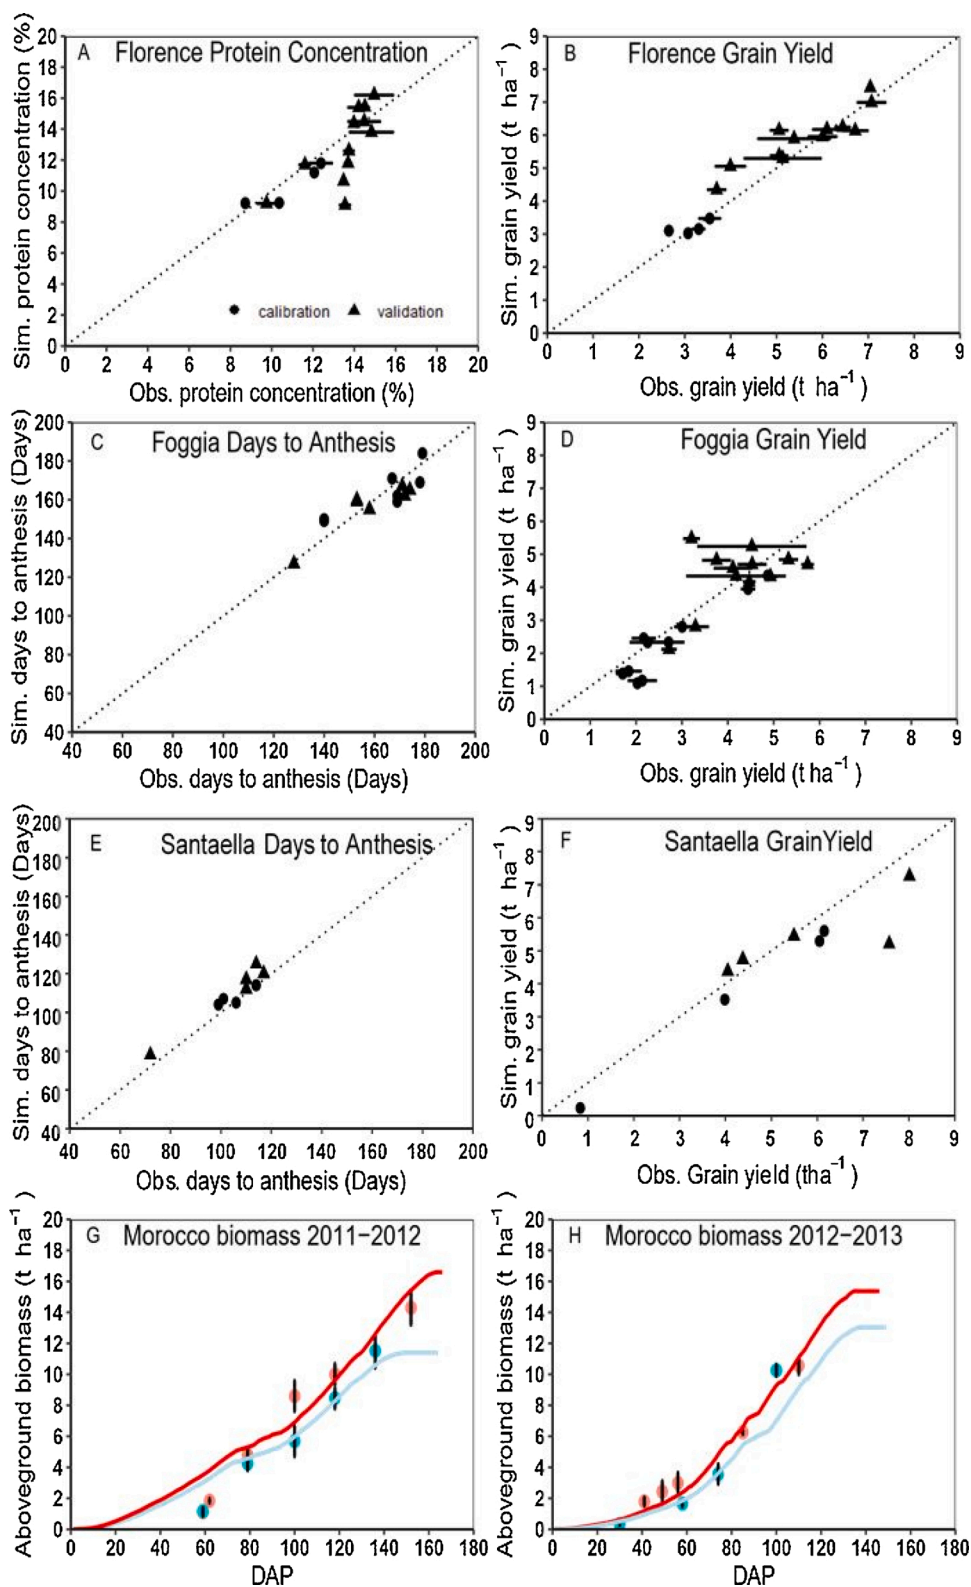 A Florence Protein Concentration
Sim. protein concentration (%)
20
18
16
14
12
10
8
6
4
2
0
calibration validation
0 2 4 6 8 10 12 14 16 18 20
Obs. protein concentration (%)
B Florence Grain Yield
Sim. grain yield (t ha−1)
9
8
7
6
5
4
3
2
1
0
0 1 2 3 4 5 6 7 8 9
Obs. grain yield (t ha−1)
C Foggia Days to Anthesis
Sim. days to anthesis (Days)
200
180
160
140
120
100
80
60
40
40 60 80 100 120 140 160 180 200
Obs. days to anthesis (Days)
D Foggia Grain Yield
Sim. grain yield (t ha−1)
9
8
7
6
5
4
3
2
1
0
0 1 2 3 4 5 6 7 8 9
Obs. grain yield (t ha−1)
E Santaella Days to Anthesis
Sim. days to anthesis (Days)
200
180
160
140
120
100
80
60
40
40 60 80 100 120 140 160 180 200
Obs. days to anthesis (Days)
F Santaella GrainYield
Sim. grain yield (t ha−1)
9
8
7
6
5
4
3
2
1
0
0 1 2 3 4 5 6 7 8 9
Obs. Grain yield (tha−1)
G Morocco biomass 2011−2012
Aboveground biomass (t ha−1)
20
18
16
14
12
10
8
6
4
2
0
0 20 40 60 80 100 120 140 160 180
DAP
H Morocco biomass 2012−2013
Aboveground biomass (t ha−1)
20
18
16
14
12
10
8
6
4
2
0
0 20 40 60 80 100 120 140 160 180
DAP